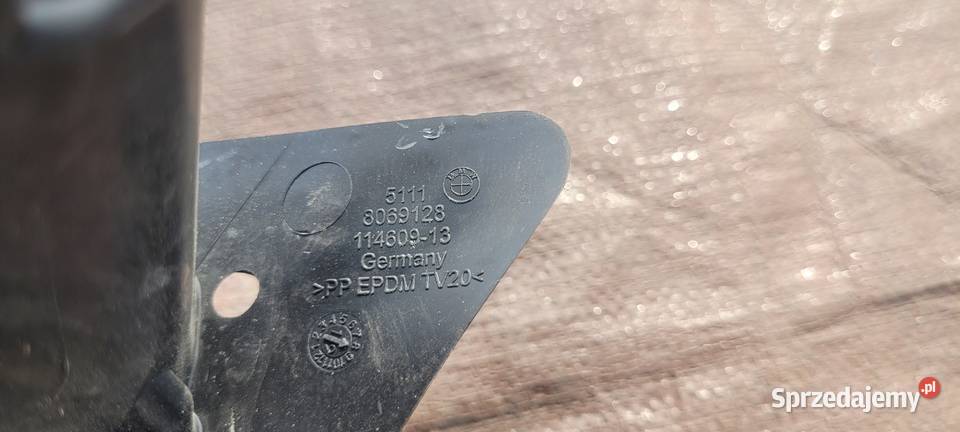 5111
8069128
114609-13
Germany
>PP EPDM TV20<
Sprzedajemy.pl